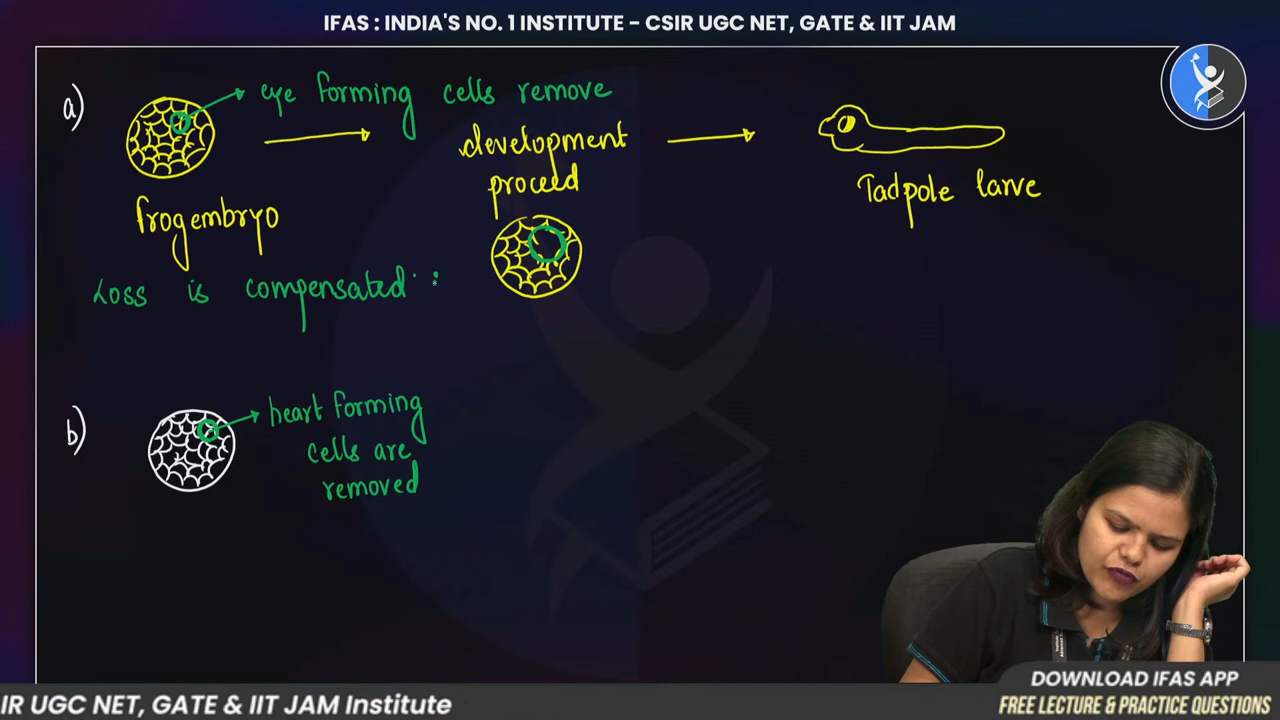 IFAS : INDIA'S NO. 1 INSTITUTE - CSIR UGC NET, GATE & IIT JAM
a)
eye forming cells remove
development
proceed
Tadpole larve
frogembryo
Loss is compensated :
b)
heart forming
cells are
removed
DOWNLOAD IFAS APP
FREE LECTURE & PRACTICE QUESTIONS
IR UGC NET, GATE & IIT JAM Institute